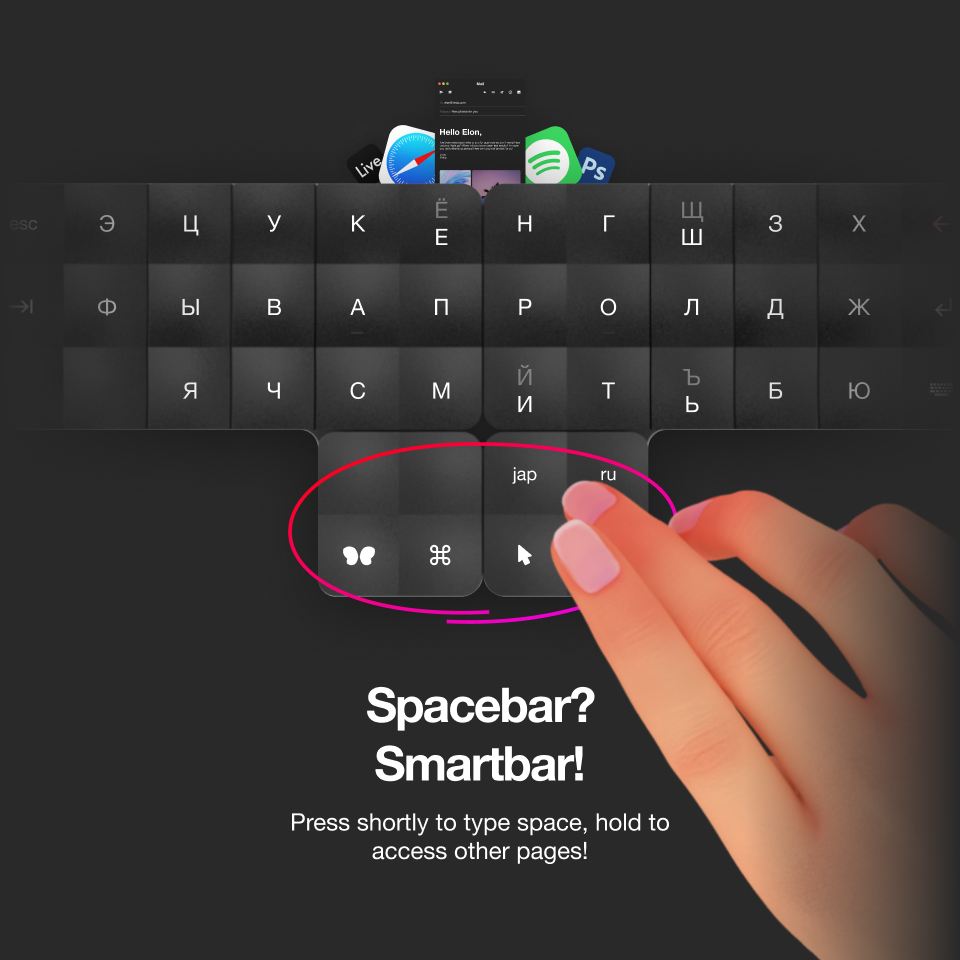 Mail
Hello Elon,
Live
Ps
esc
Э Ц У К Ё Е Н Г Щ Ш З Х
Ф Ы В А П Р О Л Д Ж
Я Ч С М Й И Т Ъ Ь Б Ю
jap ru
Spacebar?
Smartbar!
Press shortly to type space, hold to
access other pages!